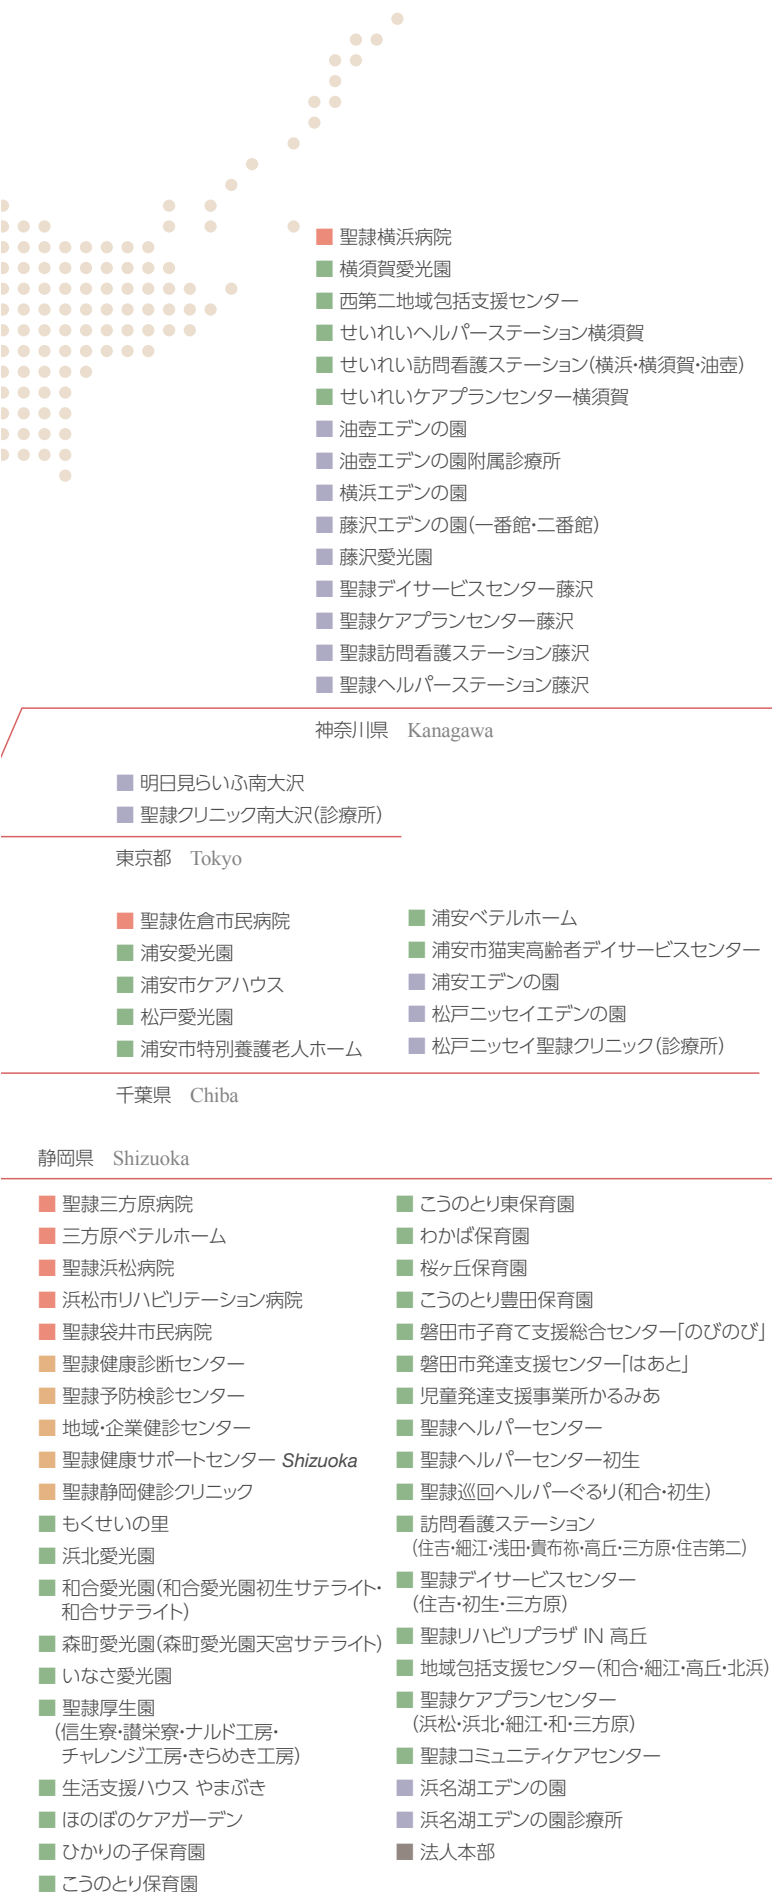 聖隷横浜病院
横須賀愛光園
西第二地域包括支援センター
せいれいヘルパーステーション横須賀
せいれい訪問看護ステーション(横浜・横須賀・油壺)
せいれいケアプランセンター横須賀
油壺エデンの園
油壺エデンの園附属診療所
横浜エデンの園
藤沢エデンの園(一番館・二番館)
藤沢愛光園
聖隷デイサービスセンター藤沢
聖隷ケアプランセンター藤沢
聖隷訪問看護ステーション藤沢
聖隷ヘルパーステーション藤沢
神奈川県 Kanagawa
明日見らいふ南大沢
聖隷クリニック南大沢(診療所)
東京都 Tokyo
聖隷佐倉市民病院
浦安愛光園
浦安市ケアハウス
松戸愛光園
浦安市特別養護老人ホーム
浦安ベテルホーム
浦安市猫実高齢者デイサービスセンター
浦安エデンの園
松戸ニッセイエデンの園
松戸ニッセイ聖隷クリニック(診療所)
千葉県 Chiba
静岡県 Shizuoka
聖隷三方原病院
三方原ベテルホーム
聖隷浜松病院
浜松市リハビリテーション病院
聖隷袋井市民病院
聖隷健康診断センター
聖隷予防検診センター
地域・企業健診センター
聖隷健康サポートセンター Shizuoka
聖隷静岡健診クリニック
もくせいの里
浜北愛光園
和合愛光園(和合愛光園初生サテライト・
和合サテライト)
森町愛光園(森町愛光園天宮サテライト)
いなさ愛光園
聖隷厚生園
(信生寮・讃栄寮・ナルド工房・
チャレンジ工房・きらめき工房)
生活支援ハウス やまぶき
ほのぼのケアガーデン
ひかりの子保育園
こうのとり保育園
こうのとり東保育園
わかば保育園
桜ヶ丘保育園
こうのとり豊田保育園
磐田市子育て支援総合センター「のびのび」
磐田市発達支援センター「はあと」
児童発達支援事業所かるみあ
聖隷ヘルパーセンター
聖隷ヘルパーセンター初生
聖隷巡回ヘルパーぐるり(和合・初生)
訪問看護ステーション
(住吉・細江・浅田・貴布祢・高丘・三方原・住吉第二)
聖隷デイサービスセンター
(住吉・初生・三方原)
聖隷リハビリプラザ IN 高丘
地域包括支援センター(和合・細江・高丘・北浜)
聖隷ケアプランセンター
(浜松・浜北・細江・和・三方原)
聖隷コミュニティケアセンター
浜名湖エデンの園
浜名湖エデンの園診療所
法人本部